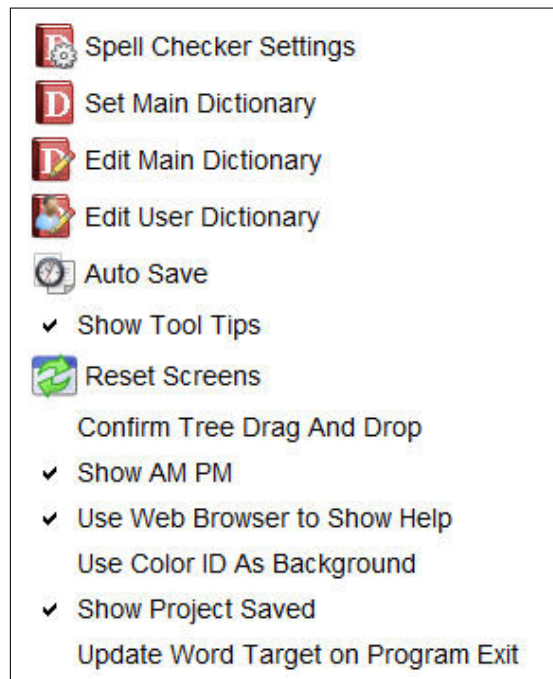 Spell Checker Settings
Set Main Dictionary
Edit Main Dictionary
Edit User Dictionary
Auto Save
Show Tool Tips
Reset Screens
Confirm Tree Drag And Drop
Show AM PM
Use Web Browser to Show Help
Use Color ID As Background
Show Project Saved
Update Word Target on Program Exit